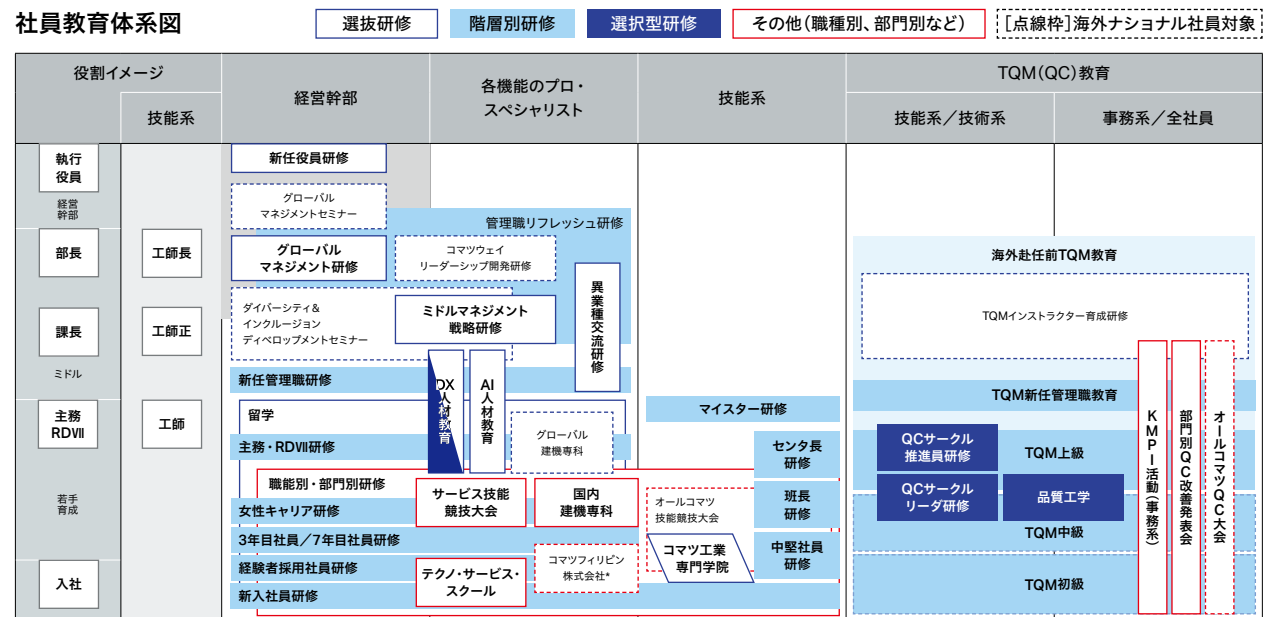 社員教育体系図
選抜研修
階層別研修
選択型研修
その他（職種別、部門別など）
［点線枠］海外ナショナル社員対象
役割イメージ
技能系
経営幹部
各機能のプロ・
スペシャリスト
技能系
TQM（QC）教育
技能系／技術系
事務系／全社員
執行
役員
経営
幹部
部長
課長
ミドル
主務
RDⅦ
若手
育成
入社
工師長
工師正
工師
新任役員研修
グローバル
マネジメントセミナー
管理職リフレッシュ研修
グローバル
マネジメント研修
コマツウェイ
リーダーシップ開発研修
異業種交流研修
ダイバーシティ＆
インクルージョン
ディベロップメントセミナー
ミドルマネジメント
戦略研修
DX人材教育
AI人材教育
新任管理職研修
留学
グローバル
建機専科
主務・RDⅦ研修
職能別・部門別研修
サービス技能
競技大会
国内
建機専科
女性キャリア研修
3年目社員／7年目社員研修
経験者採用社員研修
テクノ・サービス・
スクール
コマツフィリピン
株式会社*
新入社員研修
マイスター研修
センタ長
研修
オールコマツ
技能競技大会
班長
研修
コマツ工業
専門学院
中堅社員
研修
海外赴任前TQM教育
TQMインストラクター育成研修
TQM新任管理職教育
QCサークル
推進員研修
TQM上級
QCサークル
リーダ研修
品質工学
TQM中級
TQM初級
KMPI活動（事務系）
部門別QC改善発表会
オールコマツQC大会